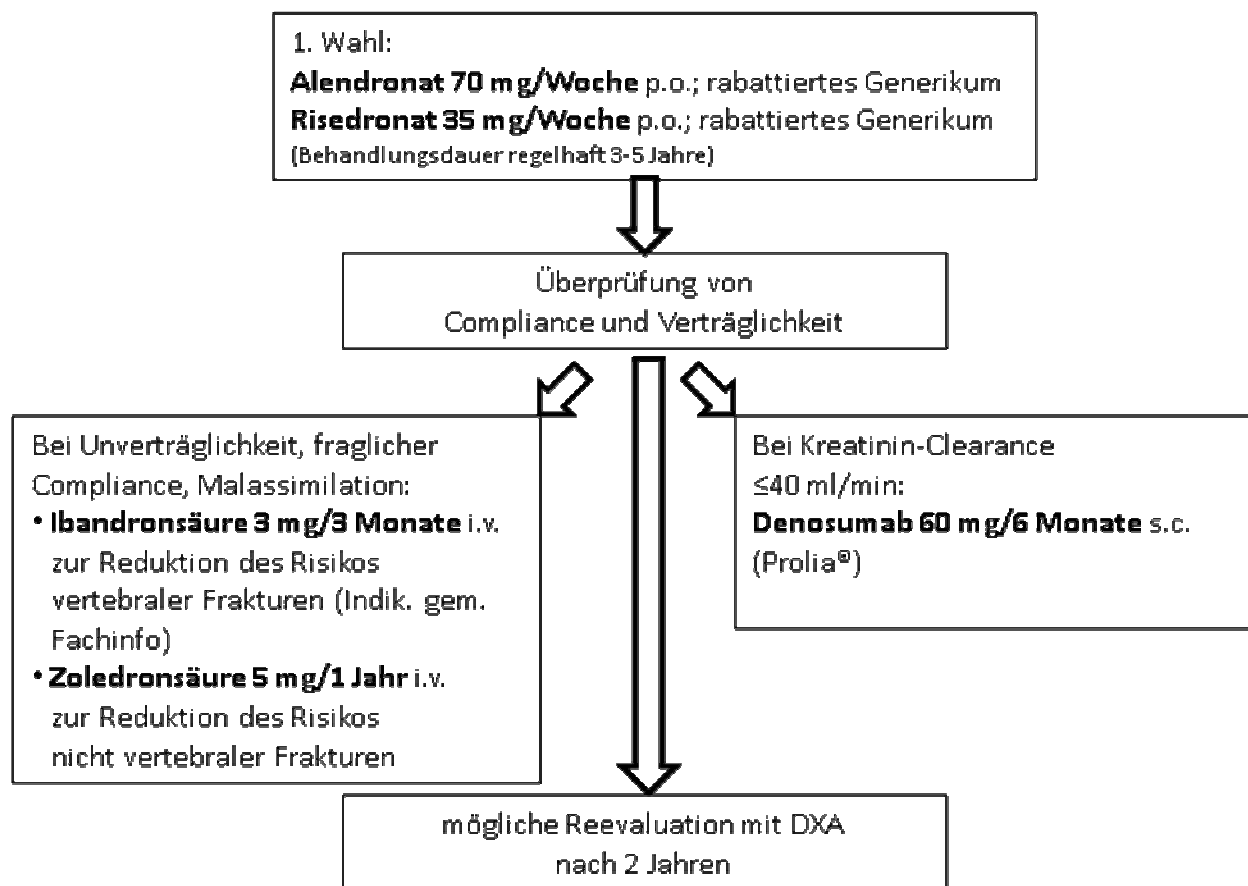 1. Wahl:
Alendronat 70 mg/Woche p.o.; rabattiertes Generikum
Risedronat 35 mg/Woche p.o.; rabattiertes Generikum
(Behandlungsdauer regelhaft 3-5 Jahre)
Überprüfung von
Compliance und Verträglichkeit
Bei Unverträglichkeit, fraglicher
Compliance, Malassimilation:
• Ibandronsäure 3 mg/3 Monate i.v.
zur Reduktion des Risikos
vertebraler Frakturen (Indik. gem.
Fachinfo)
• Zoledronsäure 5 mg/1 Jahr i.v.
zur Reduktion des Risikos
nicht vertebraler Frakturen
Bei Kreatinin-Clearance
≤40 ml/min:
Denosumab 60 mg/6 Monate s.c.
(Prolia®)
mögliche Reevaluation mit DXA
nach 2 Jahren